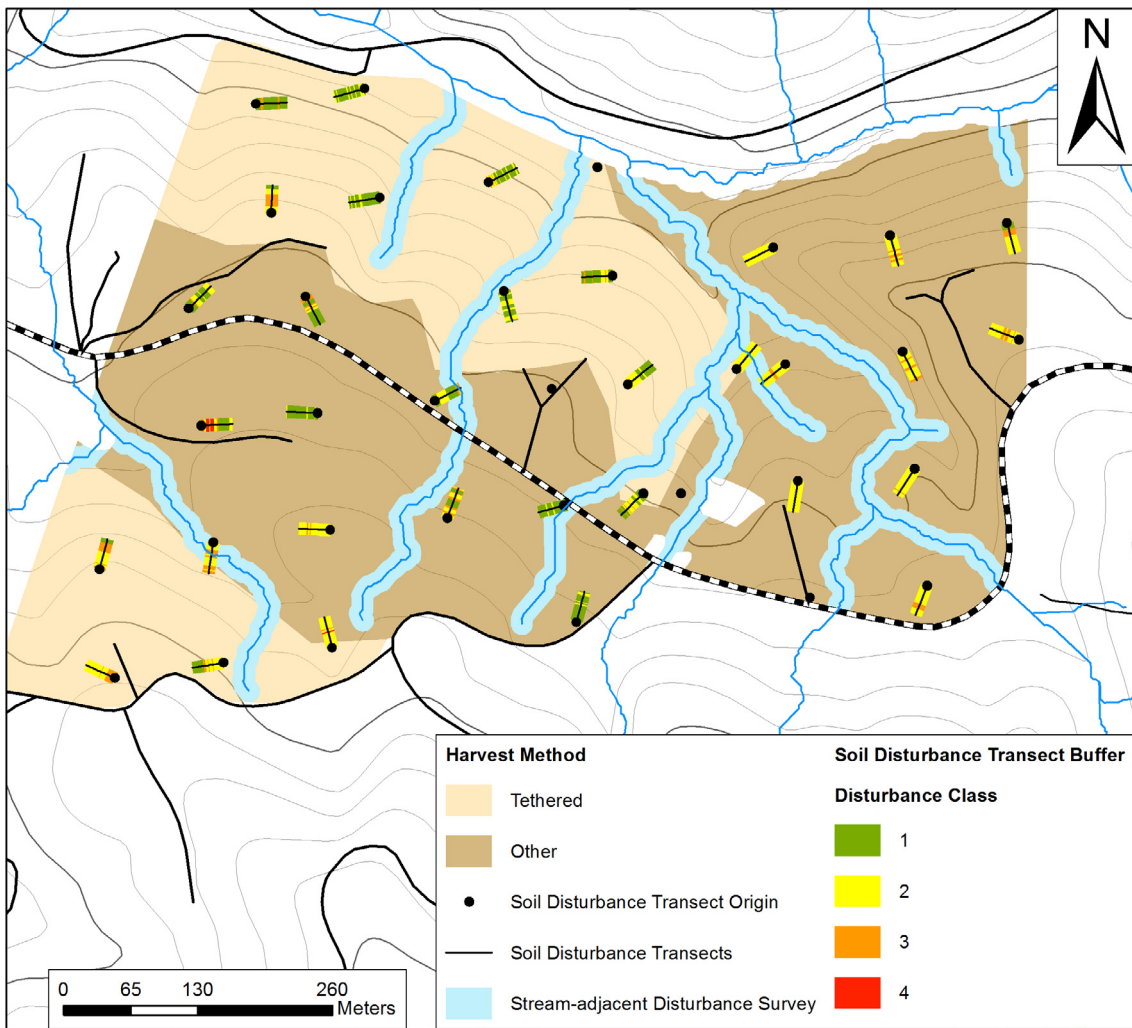 N
Harvest Method
Tethered
Other
Soil Disturbance Transect Origin
Soil Disturbance Transects
Stream-adjacent Disturbance Survey
Soil Disturbance Transect Buffer
Disturbance Class
1
2
3
4
0 65 130 260
Meters